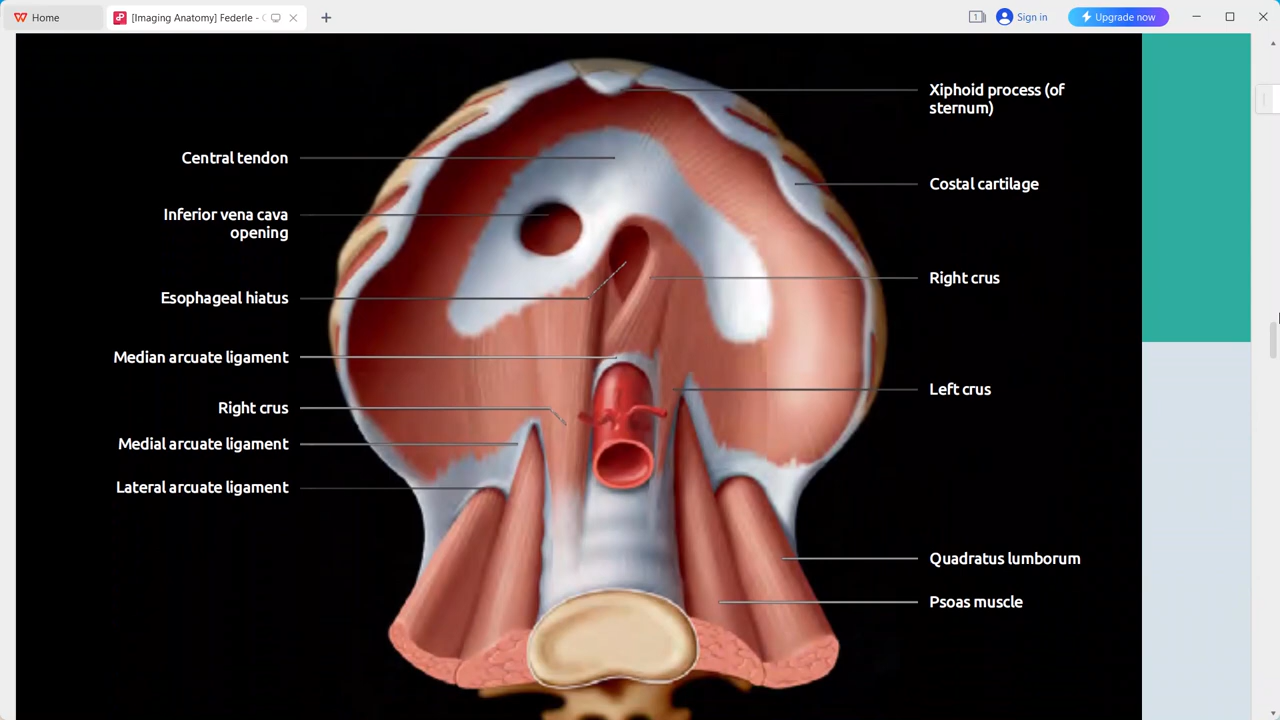 Home
[Imaging Anatomy] Federle -
1
Sign in
Upgrade now
Xiphoid process (of
sternum)
Central tendon
Costal cartilage
Inferior vena cava
opening
Right crus
Esophageal hiatus
Median arcuate ligament
Left crus
Right crus
Medial arcuate ligament
Lateral arcuate ligament
Quadratus lumborum
Psoas muscle